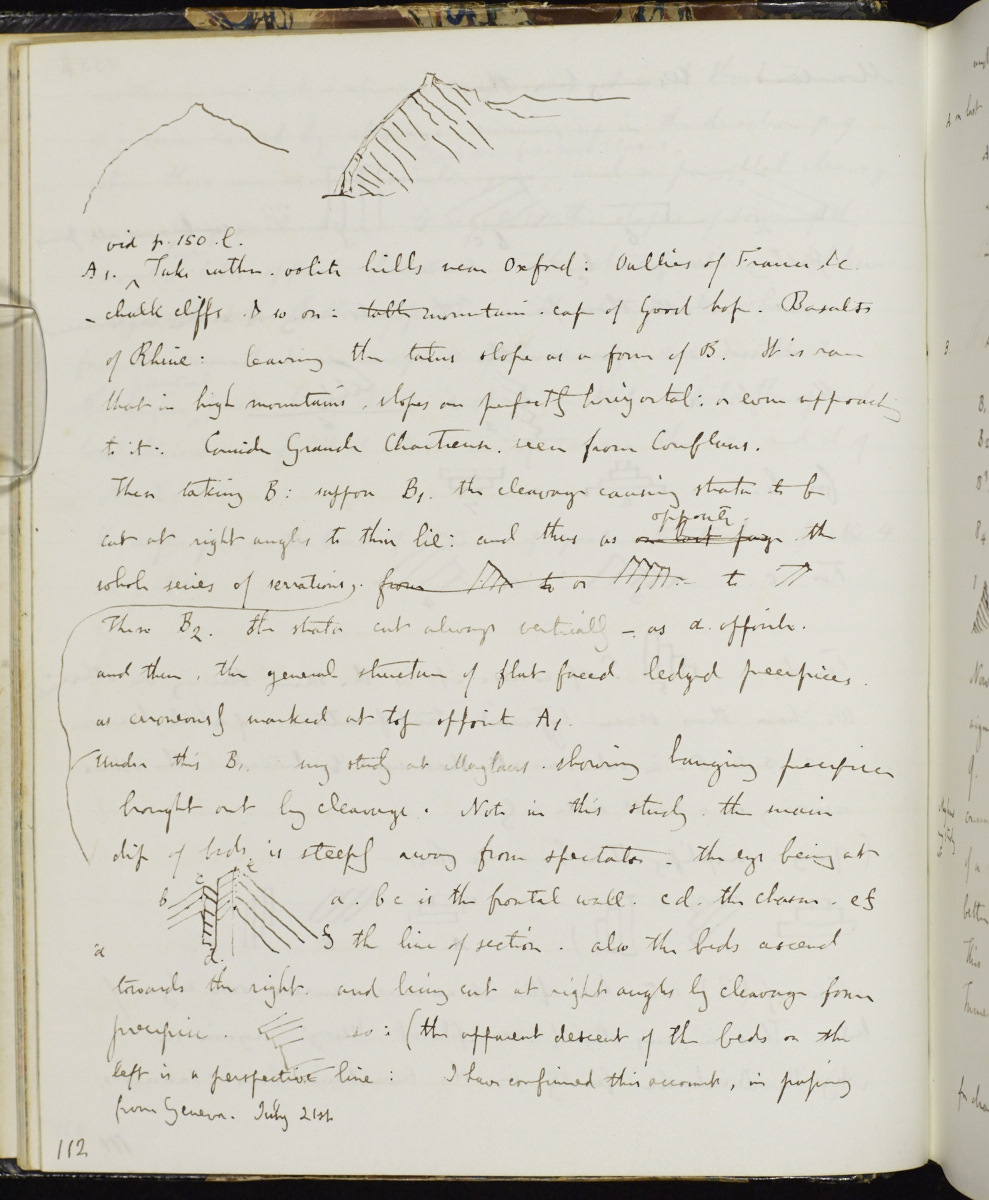 vid p. 150. l.
A1. Take rather. oolite hills near Oxford: Vallies of France &c.
- chalk cliffs. & so on: table mountain. cape of Good hope. Basalts
of Rhine: leaving the talus slope as a form of B. It is rare
that in high mountains, slopes are perfectly horizontal: or even approach
to it:. Consider Grande Chartreuse. seen from Conflans.
Then taking B: suppose B1. the cleavage causing strata to be
opposite.
cut at right angles to their lie: and thus as on last page the
whole series of serrations. from to or to
Then B2. the strata cut always vertically - as a. opposite.
and then, the general structure of flat faced ledged precipices.
as erroneously marked at top opposite A1.
Under this B1. my study at Maglans. showing hanging precipices
brought out by cleavage. Note in this study. the main
dip of beds, is steeply away from spectator - the eye being at
a. bc is the frontal wall. cd. the chasm. ef
the line of section. also the beds ascend
b
c
e
d.
f
a
towards the right. and being cut at right angles by cleavage form
precipice. so: (the apparent descent of the beds on the
left is a perspective line: I have confirmed this account, in passing
from Geneva. July 21st
112